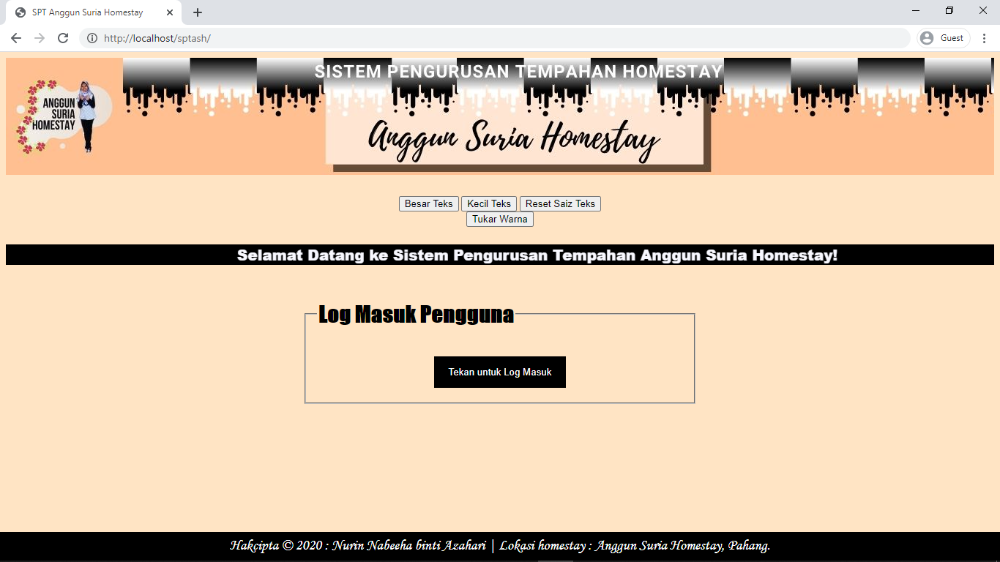 SPT Anggun Suria Homestay
http://localhost/sptash/
Guest
SISTEM PENGURUSAN TEMPAHAN HOMESTAY
ANGGUN
SURIA
HOMESTAY
Anggun Suria Homestay
Besar Teks Kecil Teks Reset Saiz Teks
Tukar Warna
Selamat Datang ke Sistem Pengurusan Tempahan Anggun Suria Homestay!
Log Masuk Pengguna
Tekan untuk Log Masuk
Hakcipta © 2020 : Nurin Nabeeha binti Azahari | Lokasi homestay : Anggun Suria Homestay, Pahang.